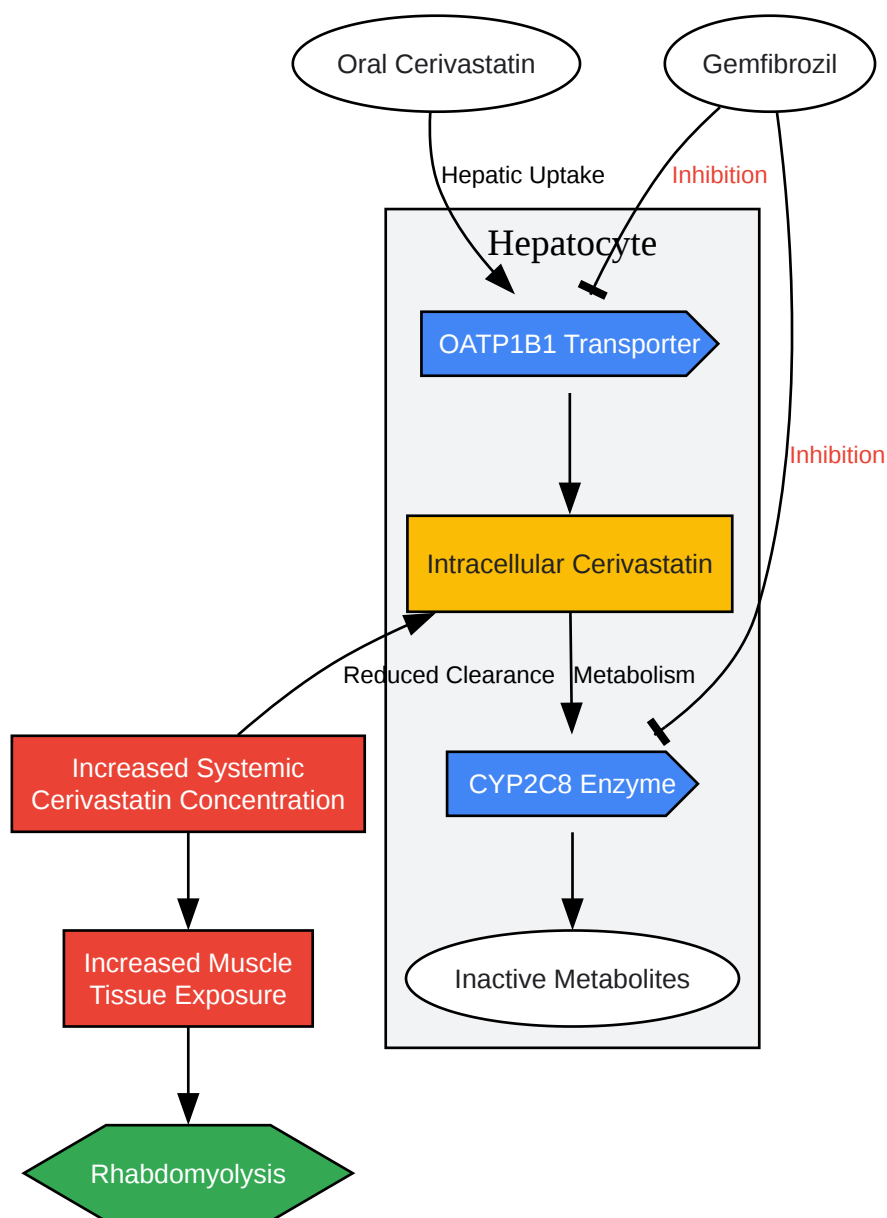 Oral Cerivastatin
Gemfibrozil
Hepatic Uptake
Inhibition
Hepatocyte
OATP1B1 Transporter
Inhibition
Intracellular Cerivastatin
Reduced Clearance
Metabolism
Increased Systemic
Cerivastatin Concentration
CYP2C8 Enzyme
Increased Muscle
Tissue Exposure
Inactive Metabolites
Rhabdomyolysis